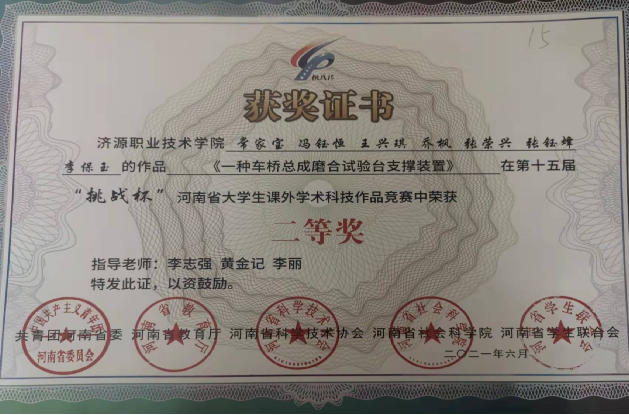 15
挑战杯
获奖证书
济源职业技术学院 常家宝 冯钰恒 王兴琪 乔枫 张荣兴 张钰烽
李保玉 的作品 《一种车桥总成磨合试验台支撑装置》 在第十五届
“挑战杯”河南省大学生课外学术科技作品竞赛中荣获
二等奖
指导老师：李志强 黄金记 李丽
特发此证，以资鼓励。
共青团河南省委 河南省教育厅 河南省科学技术协会 河南省社会科学院 河南省学生联合会
河南省委员会
二〇二一年六月